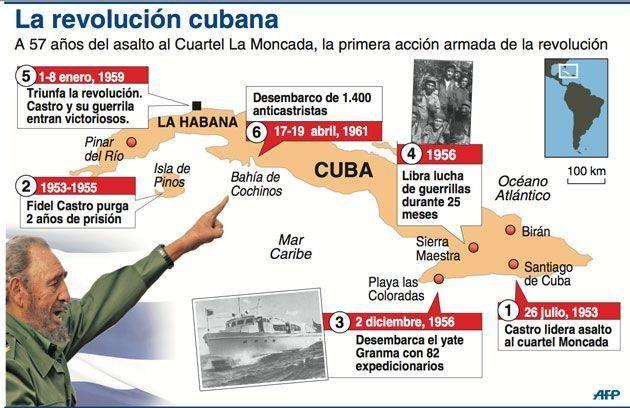 La revolución cubana
A 57 años del asalto al Cuartel La Moncada, la primera acción armada de la revolución
5
1-8 enero, 1959
Triunfa la revolución.
Castro y su guerrila
entran victoriosos.
LA HABANA
Pinar
del Río
Isla de
Pinos
2
1953-1955
Fidel Castro purga
2 años de prisión
Desembarco de 1.400
anticastristas
6
17-19 abril, 1961
Bahía de
Cochinos
CUBA
4
1956
Libra lucha
de guerrillas
durante 25
meses
100 km
Océano
Atlántico
Mar
Caribe
Sierra
Maestra
Birán
Santiago
de Cuba
Playa las
Coloradas
3
2 diciembre, 1956
Desembarca el yate
Granma con 82
expedicionarios
1
26 julio, 1953
Castro lidera asalto
al cuartel Moncada
AFP